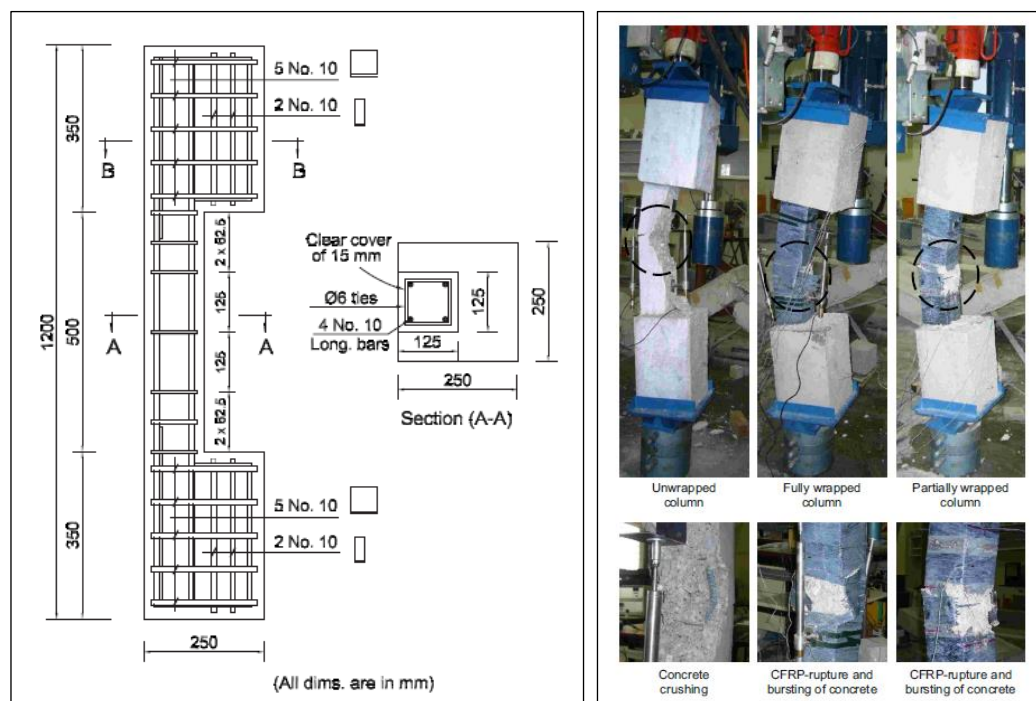 5 No. 10
2 No. 10
350
B
B
2 x 62.5
Clear cover
of 15 mm
125
Ø6 ties
4 No. 10
Long. bars
125
250
125
250
Section (A-A)
1200
500
A
A
125
2 x 62.5
5 No. 10
2 No. 10
350
250
(All dims. are in mm)
Unwrapped
column
Fully wrapped
column
Partially wrapped
column
Concrete
crushing
CFRP-rupture and
bursting of concrete
CFRP-rupture and
bursting of concrete